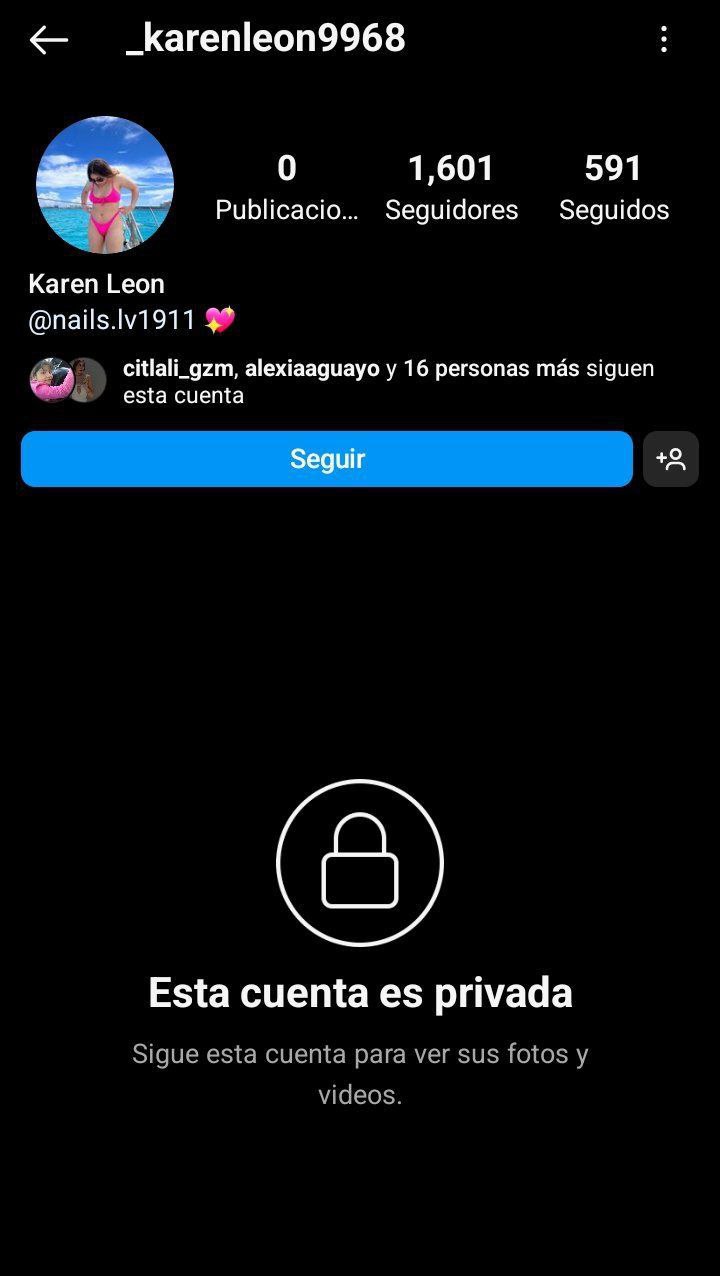 _karenleon9968
0 1,601 591
Publicacio... Seguidores Seguidos
Karen Leon
@nails.lv1911 💖
citlali_gzm, alexiaaguayo y 16 personas más siguen
esta cuenta
Seguir
Esta cuenta es privada
Sigue esta cuenta para ver sus fotos y
videos.